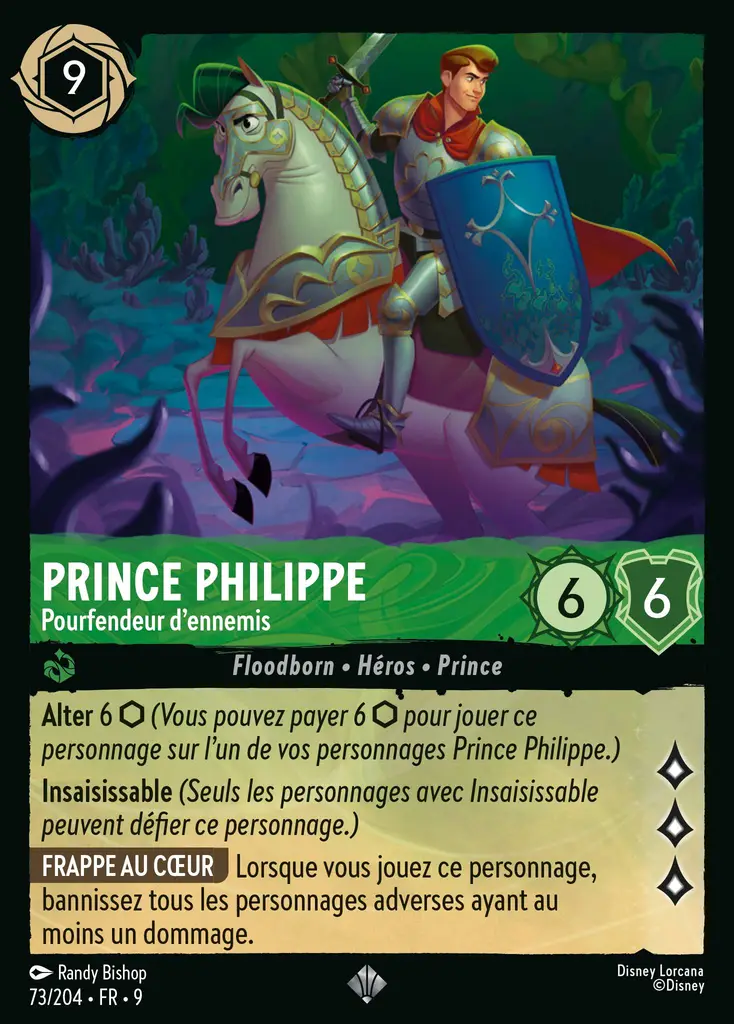 9
PRINCE PHILIPPE
Pourfendeur d'ennemis
6
6
Floodborn • Héros • Prince
Alter 6 (Vous pouvez payer 6 pour jouer ce
personnage sur l'un de vos personnages Prince Philippe.)
Insaisissable (Seuls les personnages avec Insaisissable
peuvent défier ce personnage.)
FRAPPE AU CŒUR Lorsque vous jouez ce personnage,
bannissez tous les personnages adverses ayant au
moins un dommage.
Randy Bishop
73/204 • FR • 9
Disney Lorcana
©Disney